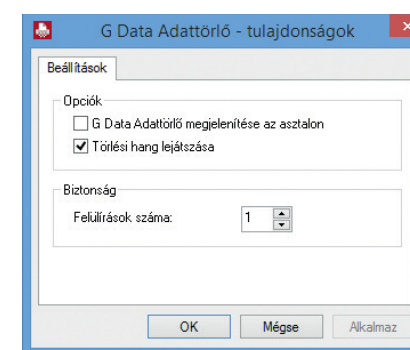 G Data Adattörlő - tulajdonságok
Beállítások
Opciók
G Data Adattörlő megjelenítése az asztalon
Törlési hang lejátszása
Biztonság
Felülírások száma: 1
OK Mégse Alkalmaz